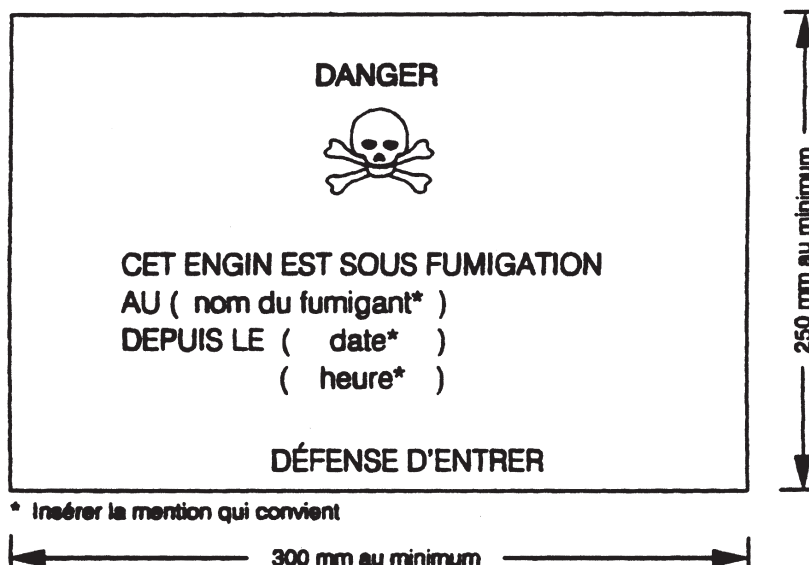 DANGER
CET ENGIN EST SOUS FUMIGATION
AU ( nom du fumigant* )
DEPUIS LE ( date* )
( heure* )
DÉFENSE D'ENTRER
* Insérer la mention qui convient
300 mm au minimum
250 mm au minimum